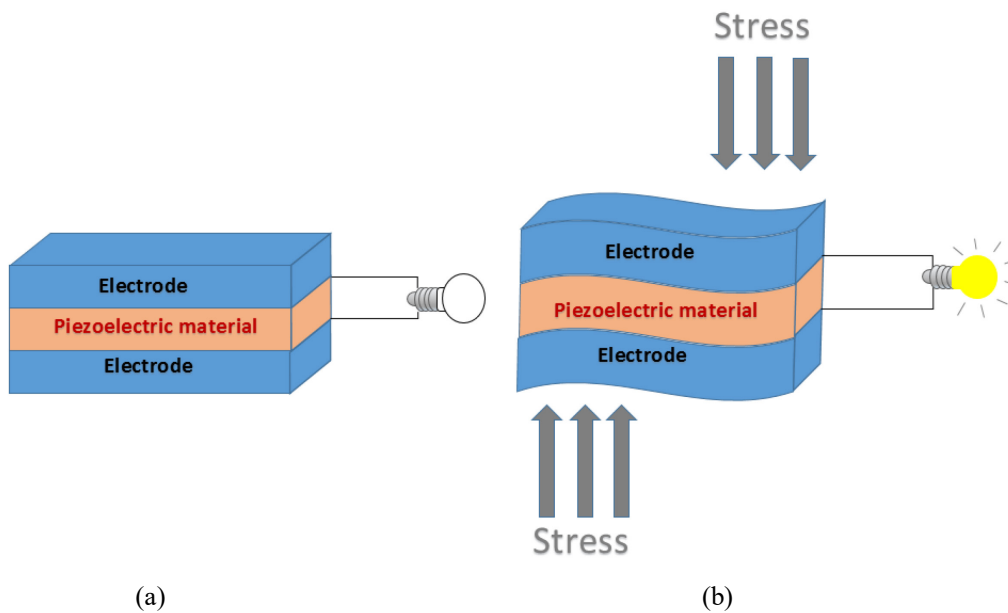 Electrode
Piezoelectric material
Electrode
(a)
Stress
Electrode
Piezoelectric material
Electrode
Stress
(b)